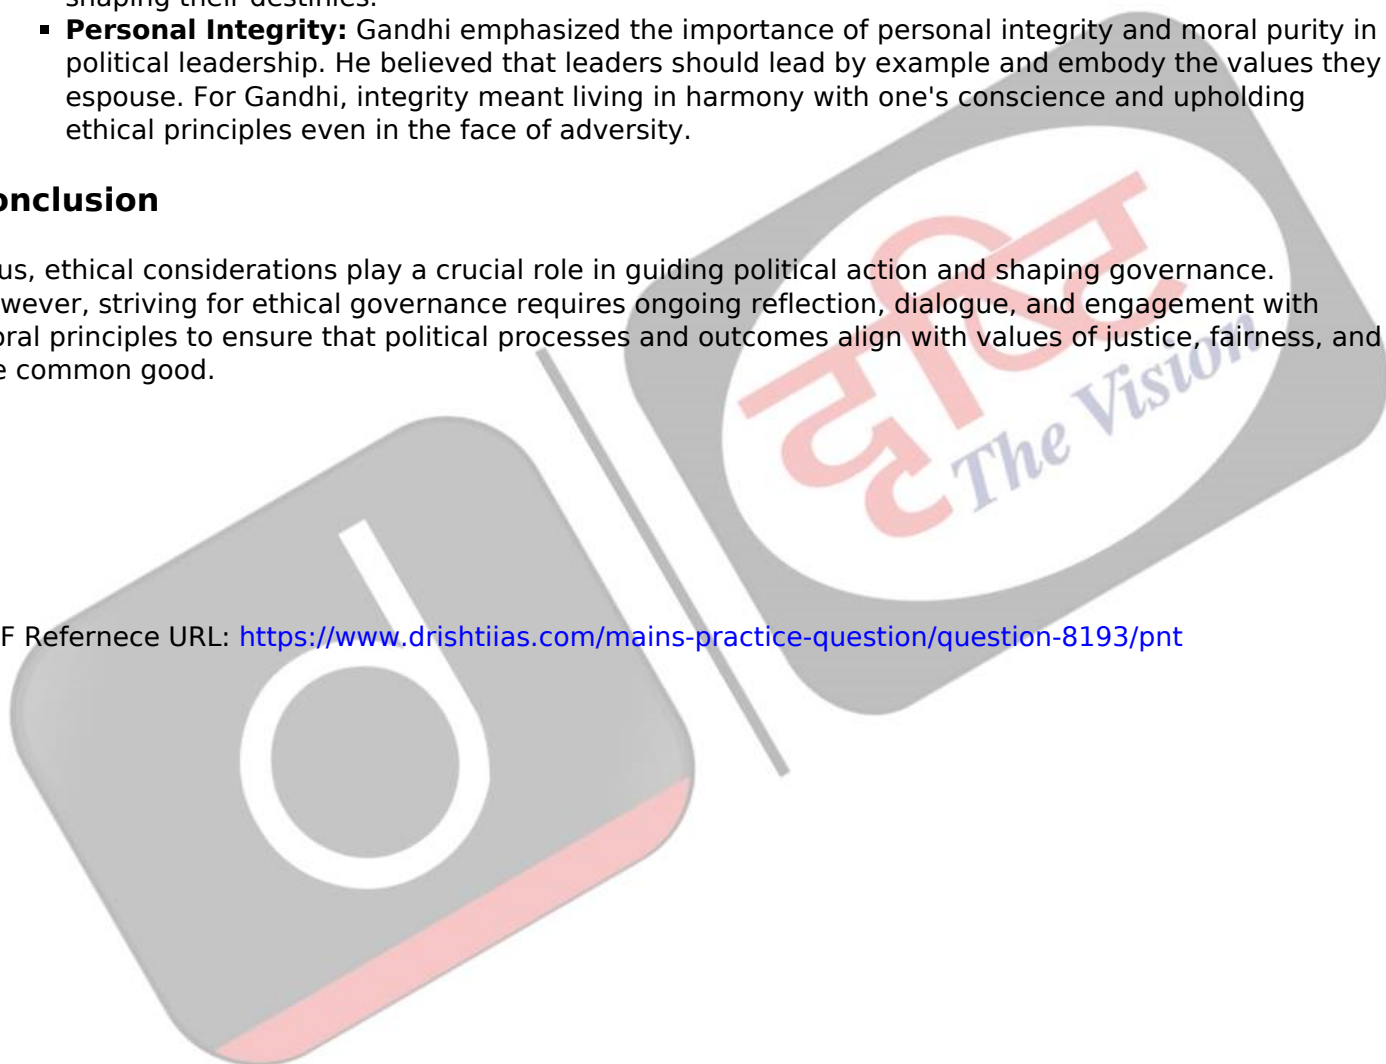 shaping their destinies.
▪ Personal Integrity: Gandhi emphasized the importance of personal integrity and moral purity in
political leadership. He believed that leaders should lead by example and embody the values they
espouse. For Gandhi, integrity meant living in harmony with one's conscience and upholding
ethical principles even in the face of adversity.
onclusion
us, ethical considerations play a crucial role in guiding political action and shaping governance.
wever, striving for ethical governance requires ongoing reflection, dialogue, and engagement with
oral principles to ensure that political processes and outcomes align with values of justice, fairness, and
e common good.
दृष्टि
The Vision
F Refernece URL: https://www.drishtiias.com/mains-practice-question/question-8193/pnt
d